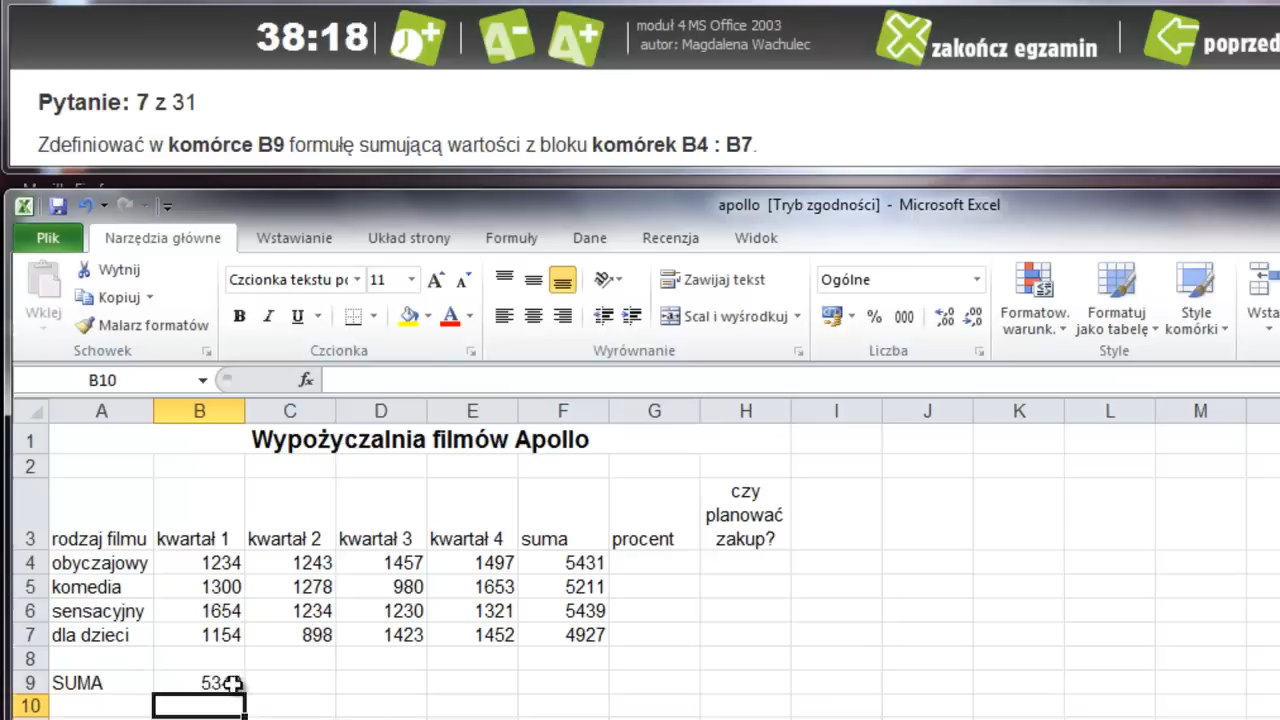 38:18
moduł 4 MS Office 2003
autor: Magdalena Wachulec
zakończ egzamin
Pytanie: 7 z 31
Zdefiniować w komórce B9 formułę sumującą wartości z bloku komórek B4 : B7.
apollo [Tryb zgodności] - Microsoft Excel
Plik Narzędzia główne Wstawianie Układ strony Formuły Dane Recenzja Widok
Wklej
Wytnij
Kopiuj
Malarz formatów
Schowek
Czcionka tekstu 11
B I U A
Czcionka
Zawijaj tekst
Scal i wyśrodkuj
Wyrównanie
Ogólne
% 000
Liczba
Formatow. warunk.
Formatuj jako tabelę
Style komórki
Style
B10 fx
A B C D E F G H I J K L M
1 Wypożyczalnia filmów Apollo
2
3 rodzaj filmu kwartał 1 kwartał 2 kwartał 3 kwartał 4 suma procent czy planować zakup?
4 obyczajowy 1234 1243 1457 1497 5431
5 komedia 1300 1278 980 1653 5211
6 sensacyjny 1654 1234 1230 1321 5439
7 dla dzieci 1154 898 1423 1452 4927
8
9 SUMA
10